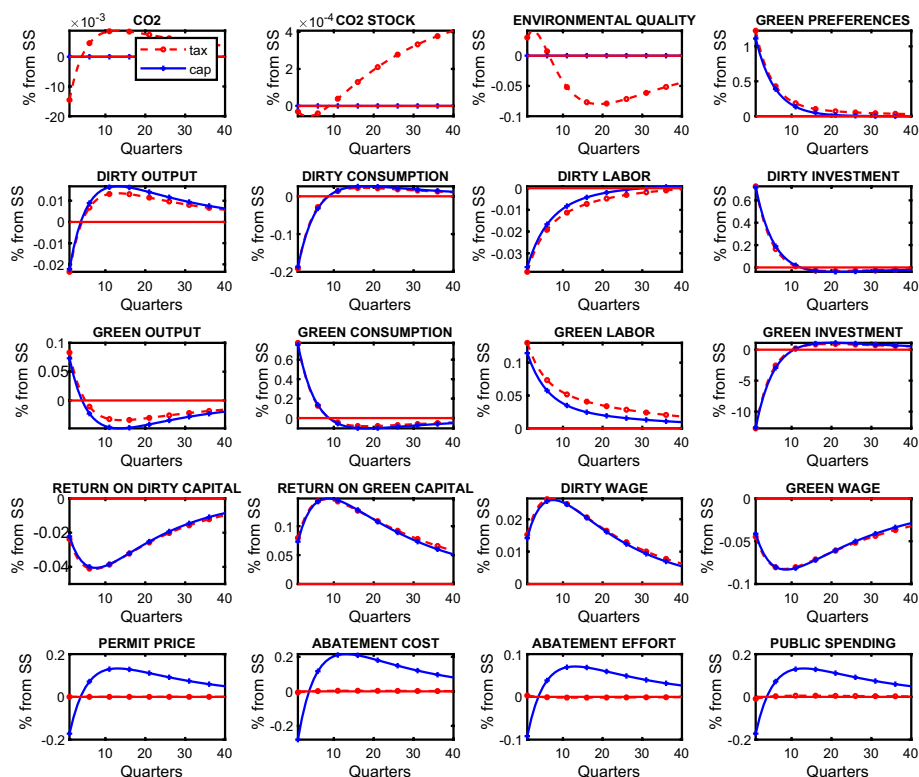 CO2
×10⁻³
% from SS
0
-10
-20
10
20
30
40
tax
cap
CO2 STOCK
×10⁻⁴
% from SS
4
2
0
10
20
30
40
ENVIRONMENTAL QUALITY
% from SS
0
-0.05
-0.1
10
20
30
40
GREEN PREFERENCES
% from SS
1
0.5
0
10
20
30
40
DIRTY OUTPUT
% from SS
0.01
0
-0.01
-0.02
10
20
30
40
Quarters
DIRTY CONSUMPTION
% from SS
0
-0.1
-0.2
10
20
30
40
Quarters
DIRTY LABOR
% from SS
0
-0.01
-0.02
-0.03
10
20
30
40
Quarters
DIRTY INVESTMENT
% from SS
0.6
0.4
0.2
0
10
20
30
40
Quarters
GREEN OUTPUT
% from SS
0.1
0.05
0
10
20
30
40
Quarters
GREEN CONSUMPTION
% from SS
0.6
0.4
0.2
0
10
20
30
40
Quarters
GREEN LABOR
% from SS
0.1
0.05
0
10
20
30
40
Quarters
GREEN INVESTMENT
% from SS
0
-5
-10
10
20
30
40
Quarters
RETURN ON DIRTY CAPITAL
% from SS
0
-0.02
-0.04
10
20
30
40
Quarters
RETURN ON GREEN CAPITAL
% from SS
0.1
0.05
0
10
20
30
40
Quarters
DIRTY WAGE
% from SS
0.02
0.01
0
10
20
30
40
Quarters
GREEN WAGE
% from SS
0
-0.05
-0.1
10
20
30
40
Quarters
PERMIT PRICE
% from SS
0.2
0
-0.2
10
20
30
40
Quarters
ABATEMENT COST
% from SS
0.2
0
-0.2
10
20
30
40
Quarters
ABATEMENT EFFORT
% from SS
0.1
0
-0.1
10
20
30
40
Quarters
PUBLIC SPENDING
% from SS
0.2
0
-0.2
10
20
30
40
Quarters